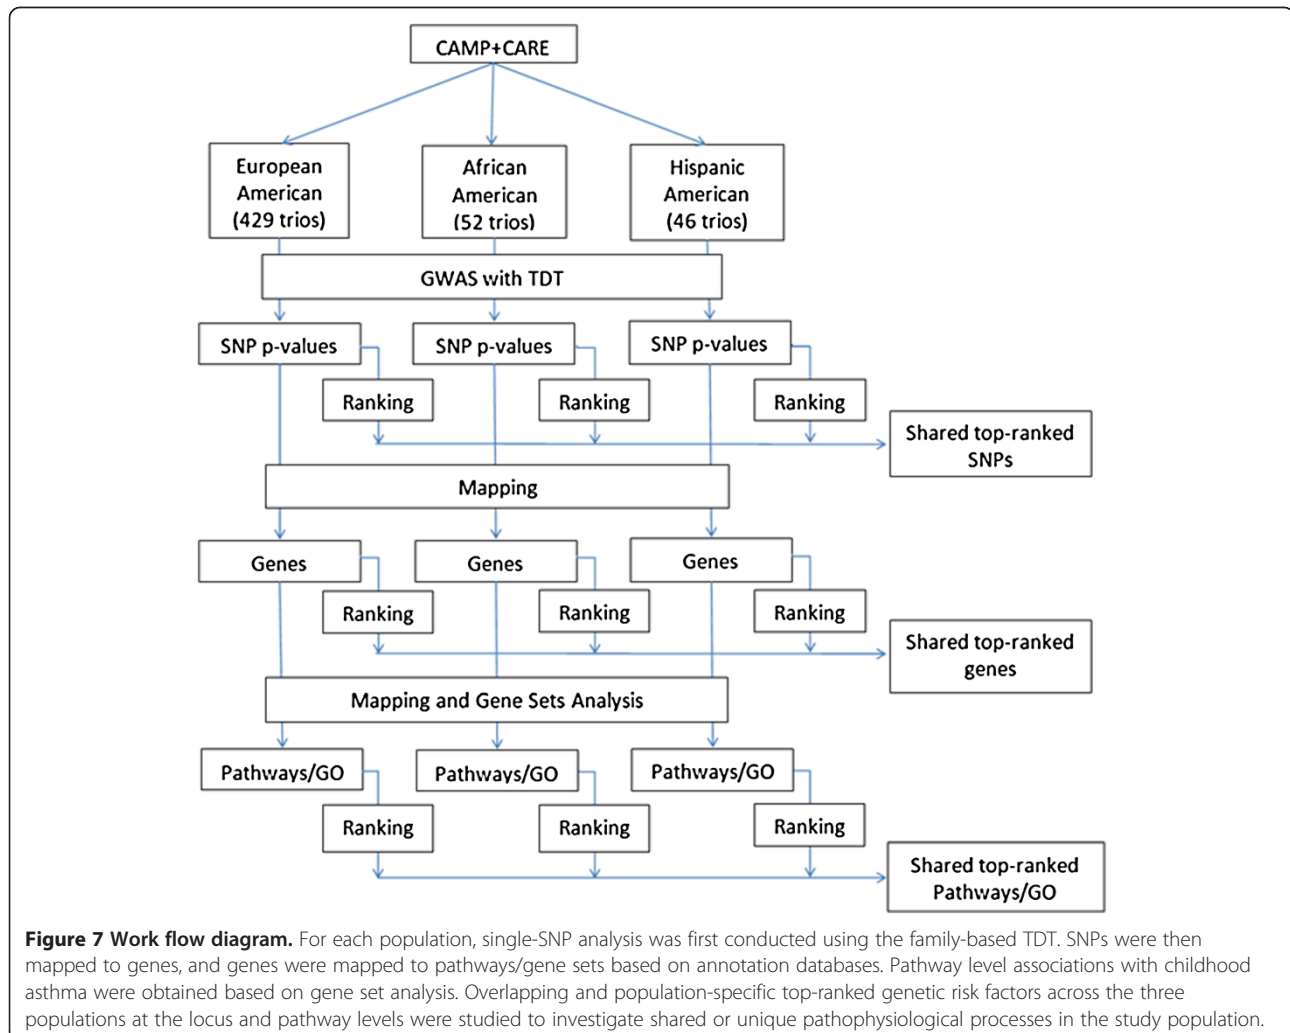 CAMP+CARE
European
American
(429 trios)
African
American
(52 trios)
Hispanic
American
(46 trios)
GWAS with TDT
SNP p-values
SNP p-values
SNP p-values
Ranking
Ranking
Ranking
Shared top-ranked
SNPs
Mapping
Genes
Genes
Genes
Ranking
Ranking
Ranking
Shared top-ranked
genes
Mapping and Gene Sets Analysis
Pathways/GO
Pathways/GO
Pathways/GO
Ranking
Ranking
Ranking
Shared top-ranked
Pathways/GO
Figure 7 Work flow diagram. For each population, single-SNP analysis was first conducted using the family-based TDT. SNPs were then
mapped to genes, and genes were mapped to pathways/gene sets based on annotation databases. Pathway level associations with childhood
asthma were obtained based on gene set analysis. Overlapping and population-specific top-ranked genetic risk factors across the three
populations at the locus and pathway levels were studied to investigate shared or unique pathophysiological processes in the study population.